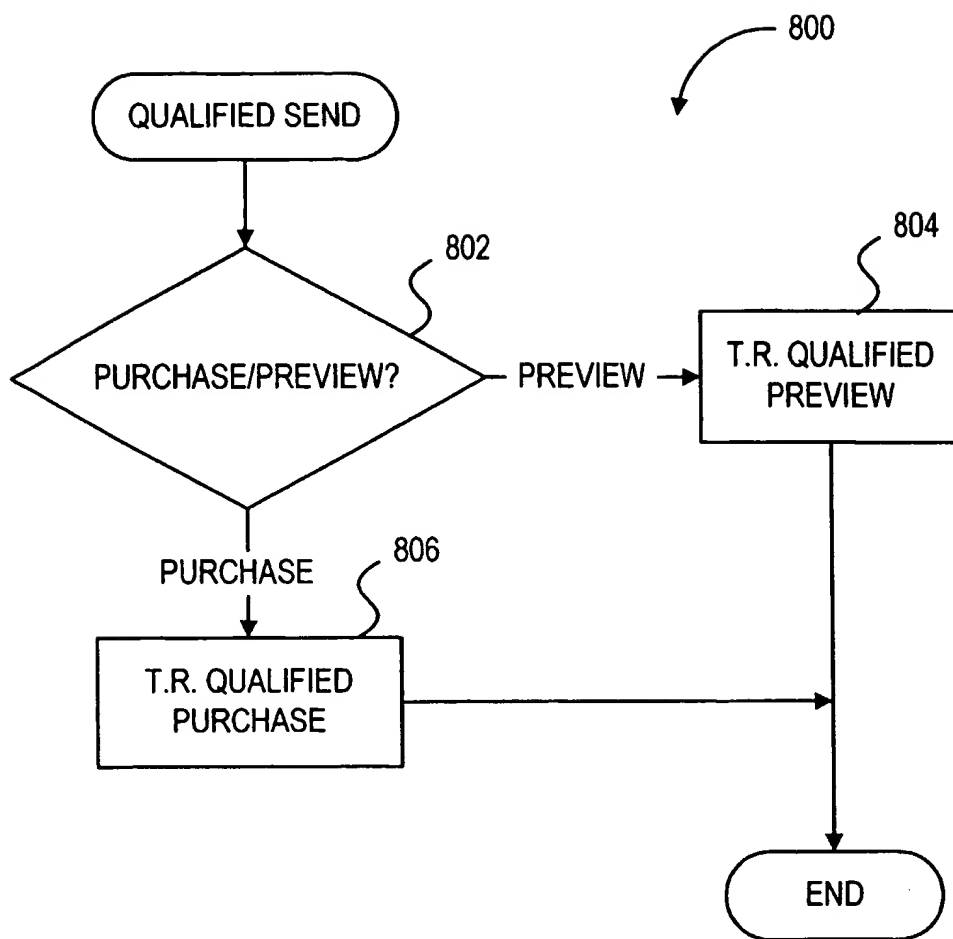 800
QUALIFIED SEND
802
804
PURCHASE/PREVIEW?
PREVIEW
T.R. QUALIFIED
PREVIEW
PURCHASE
806
T.R. QUALIFIED
PURCHASE
END